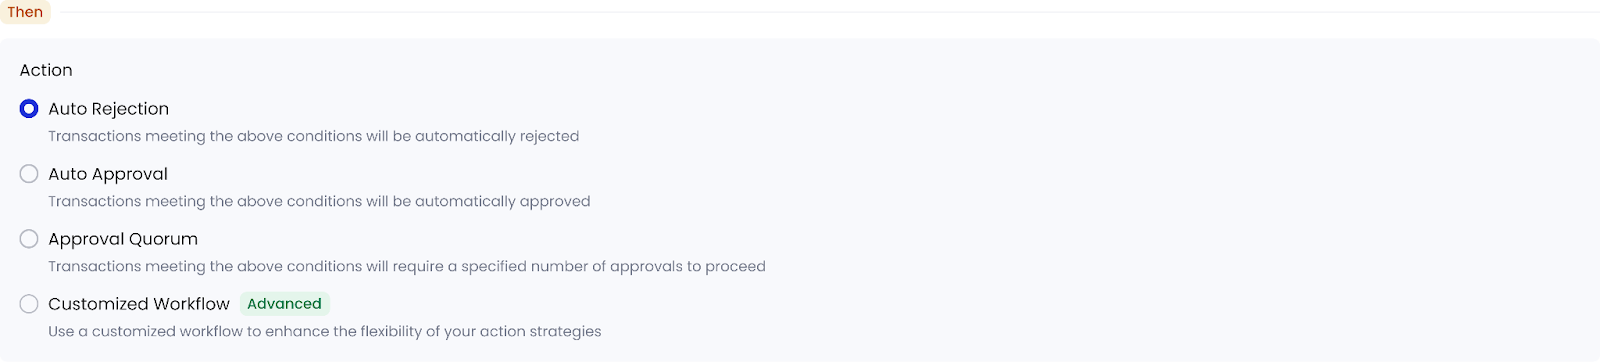 Then
Action
Auto Rejection
Transactions meeting the above conditions will be automatically rejected
Auto Approval
Transactions meeting the above conditions will be automatically approved
Approval Quorum
Transactions meeting the above conditions will require a specified number of approvals to proceed
Customized Workflow Advanced
Use a customized workflow to enhance the flexibility of your action strategies